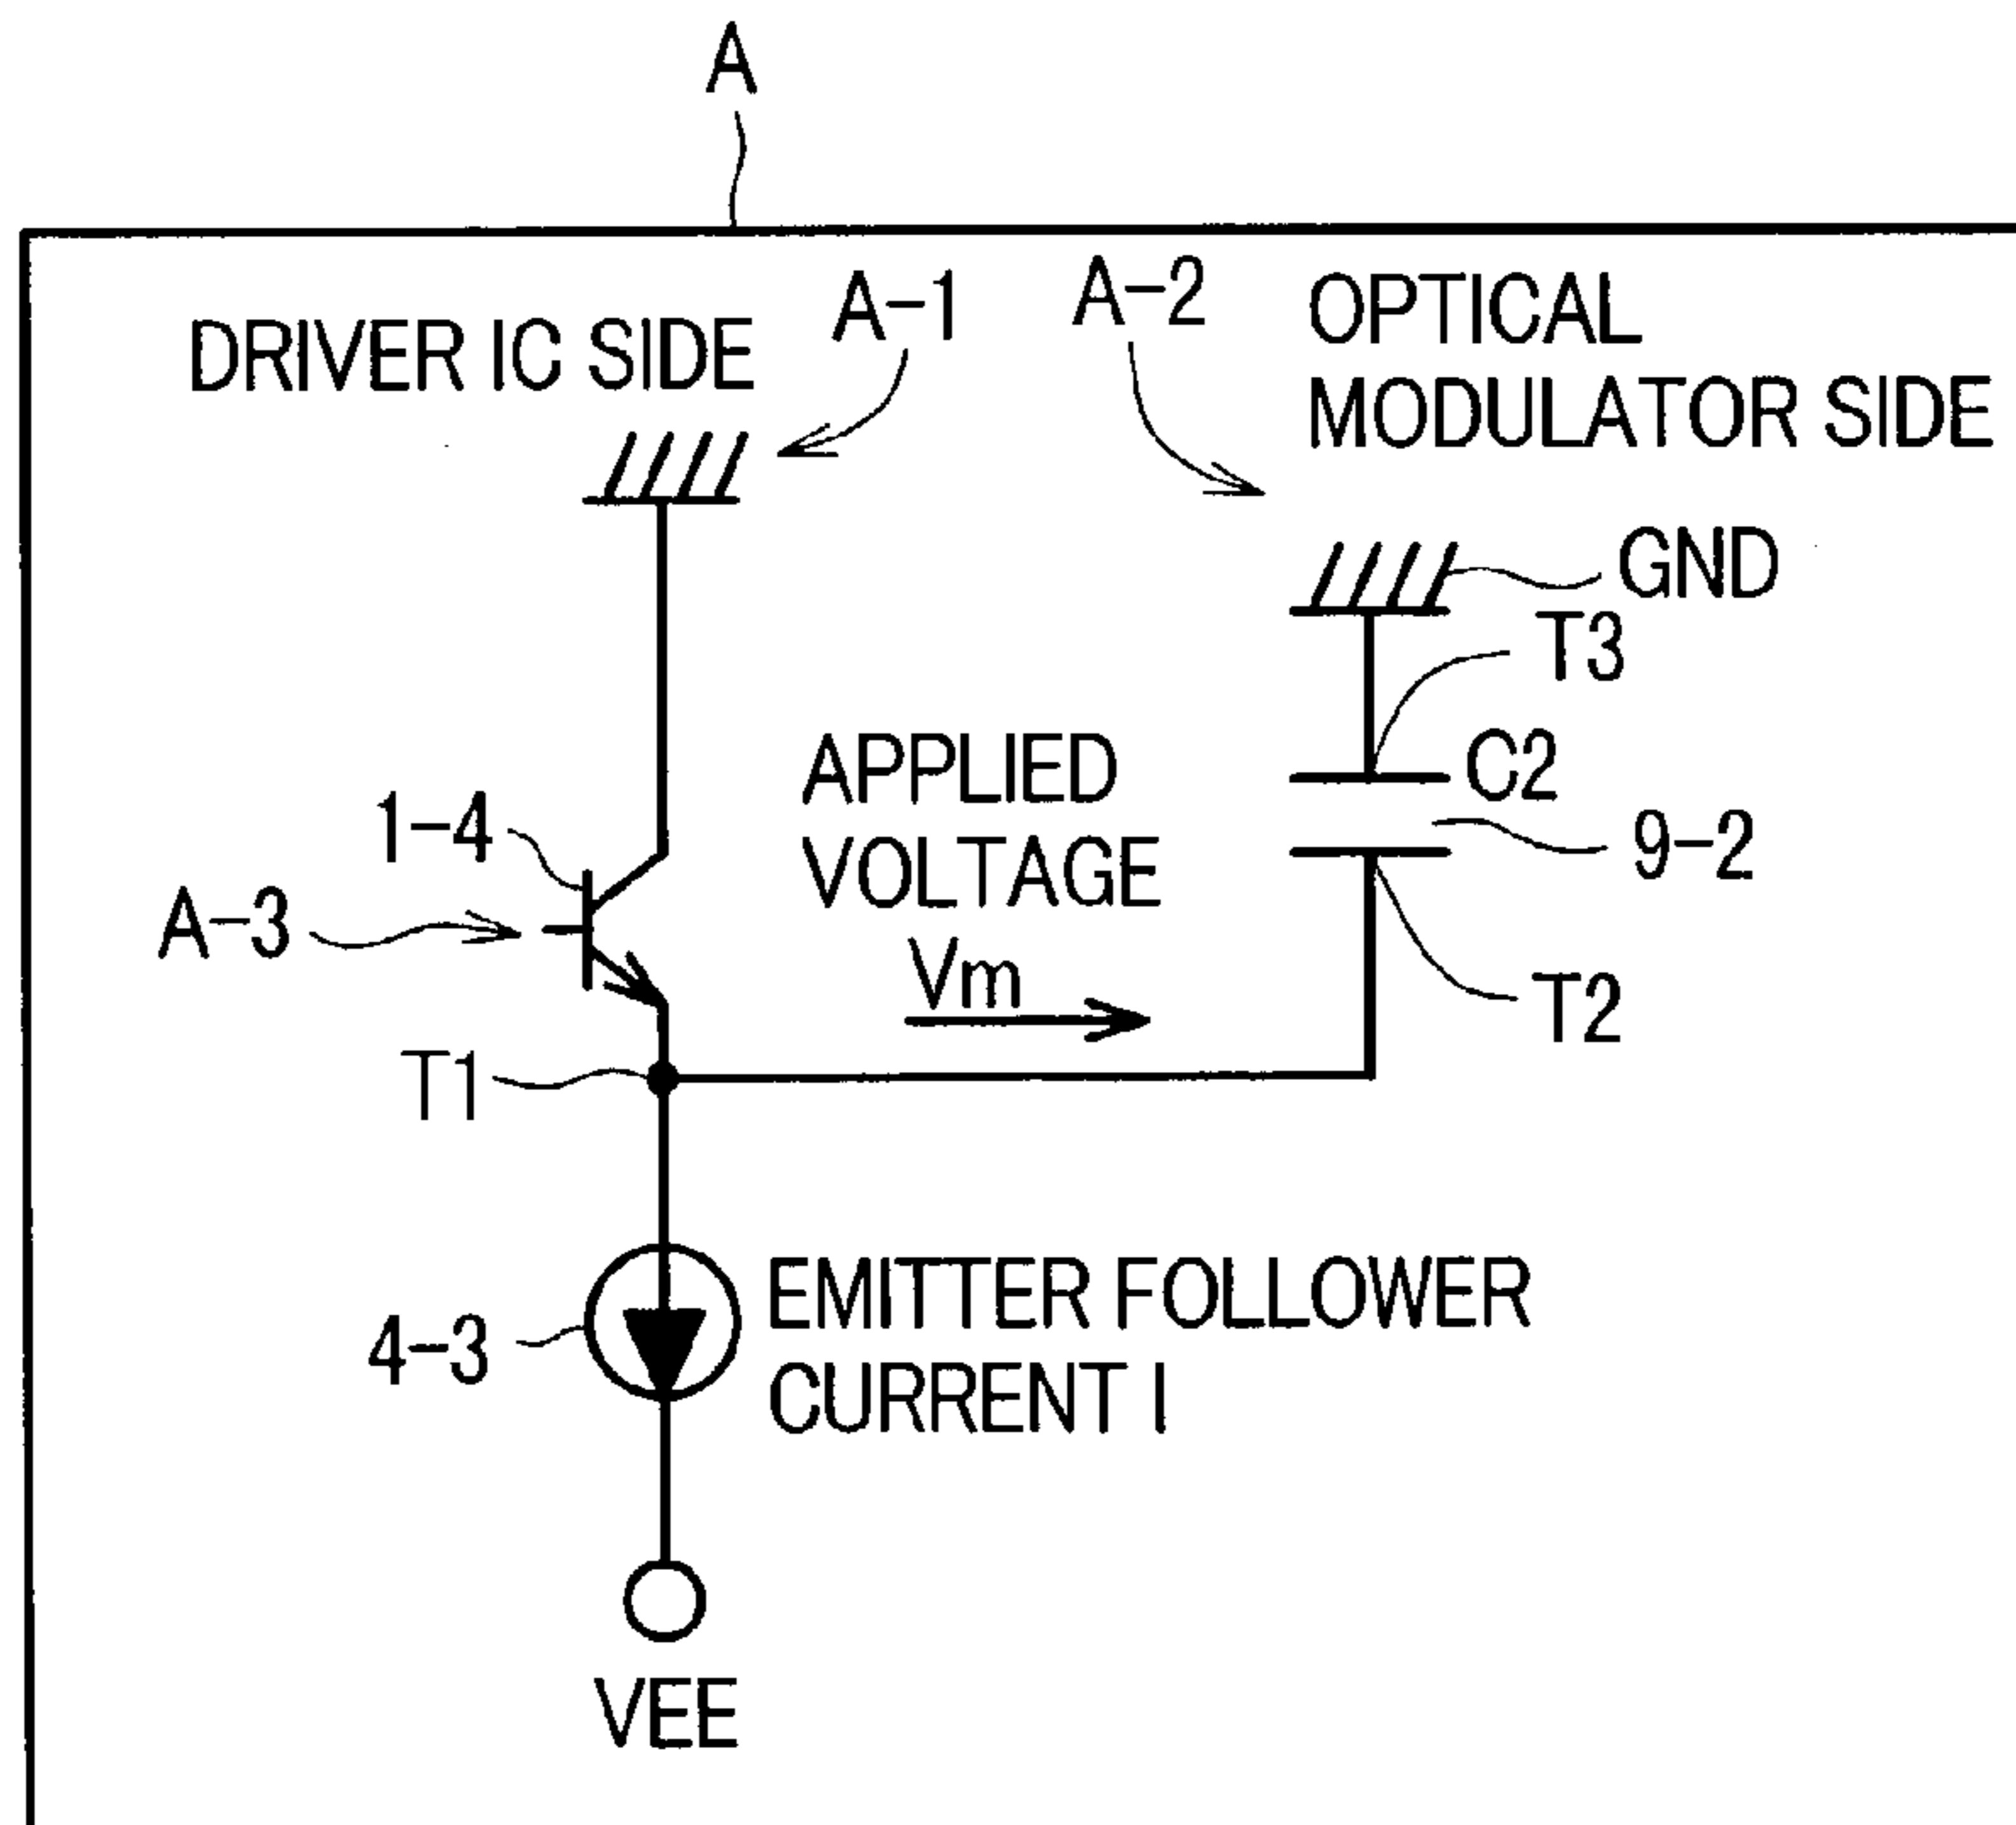 A
DRIVER IC SIDE
A-1
A-2
OPTICAL
MODULATOR SIDE
GND
T3
C2
9-2
T2
APPLIED
VOLTAGE
Vm
1-4
A-3
T1
4-3
EMITTER FOLLOWER
CURRENT I
VEE